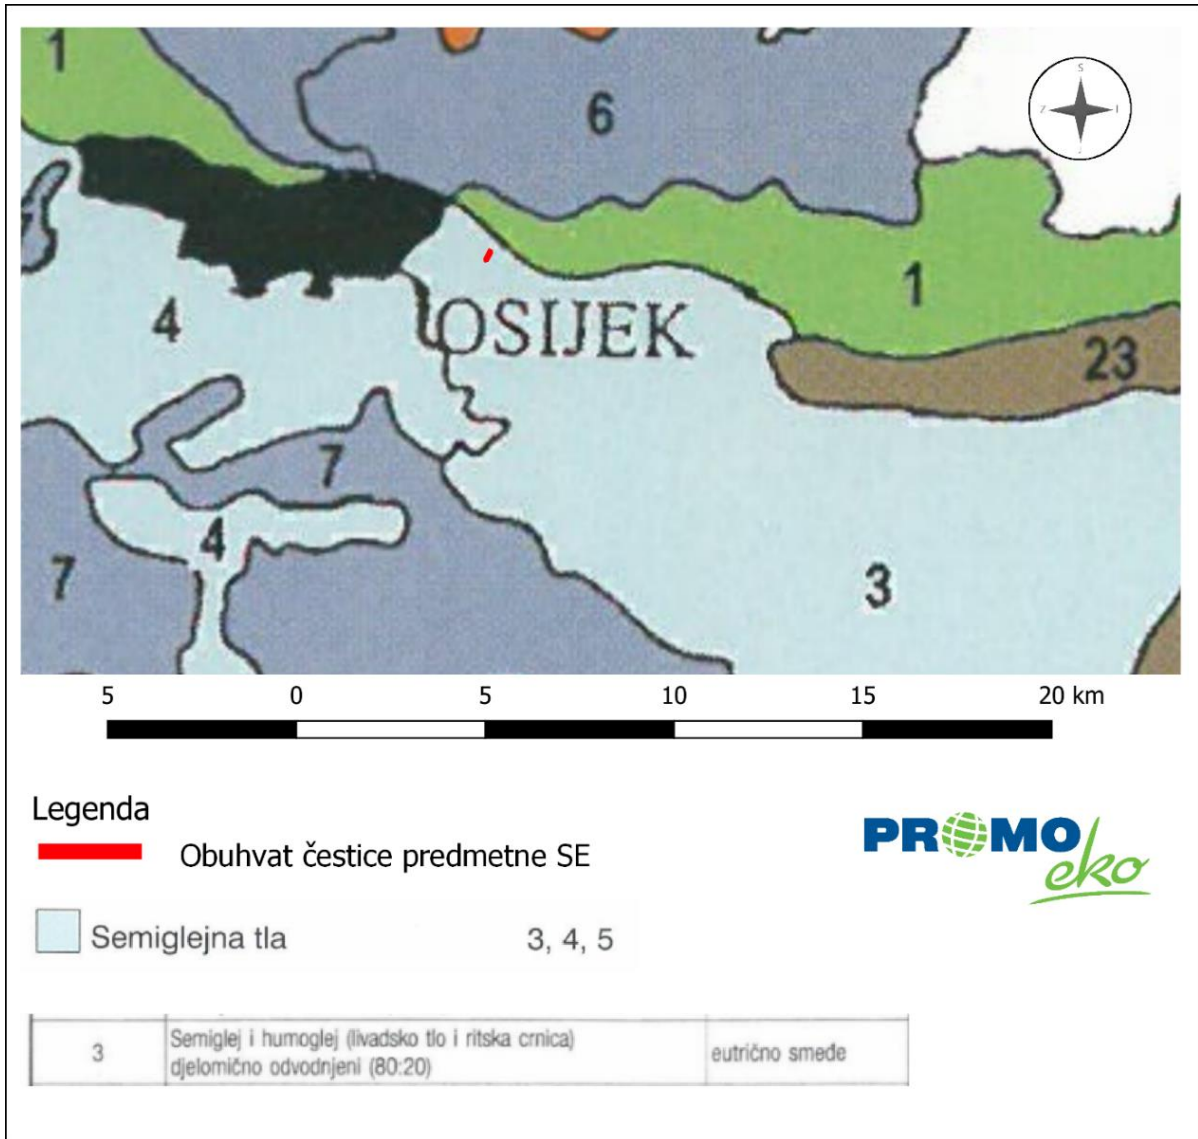 1
6
S
Z I
J
4
OSIJEK
1
23
7
4
7
3
5 0 5 10 15 20 km
Legenda
Obuhvat čestice predmetne SE
PROMO
eko
Semiglejna tla 3, 4, 5
3 Semiglej i humoglej (livadsko tlo i ritska crnica) eutrično smeđe
djelomično odvodnjeni (80:20)